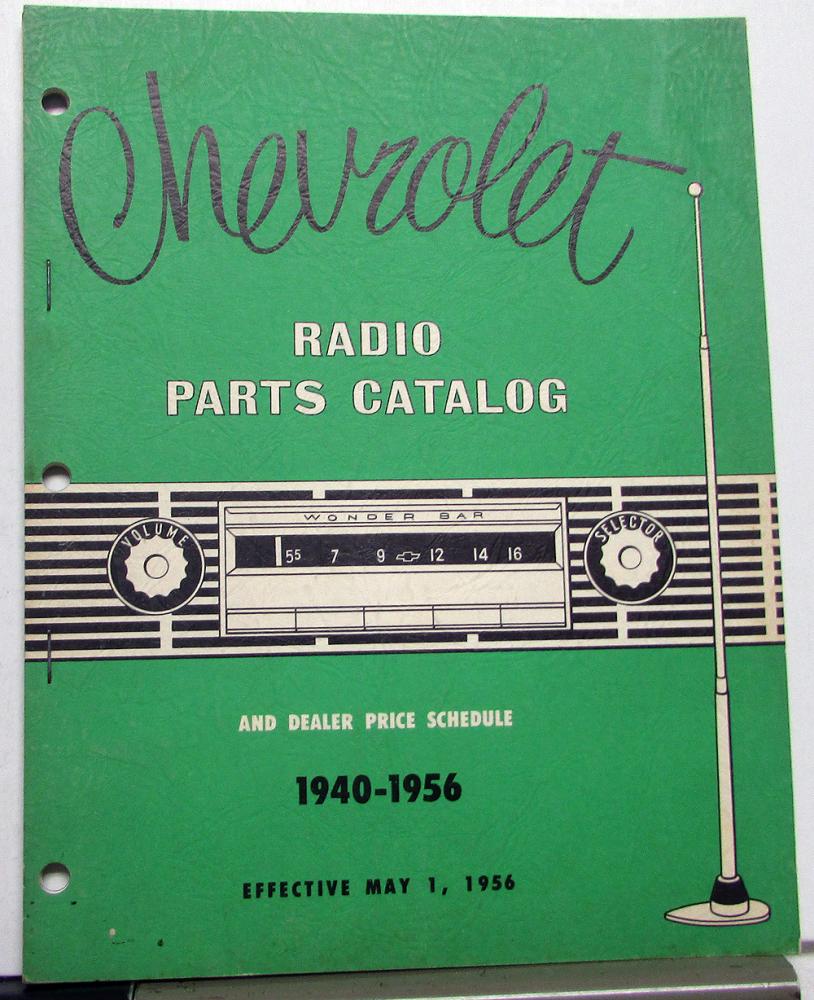 Chevrolet
RADIO
PARTS CATALOG
WONDER BAR
VOLUME
55 7 9 12 14 16
SELECTOR
AND DEALER PRICE SCHEDULE
1940-1956
EFFECTIVE MAY 1, 1956